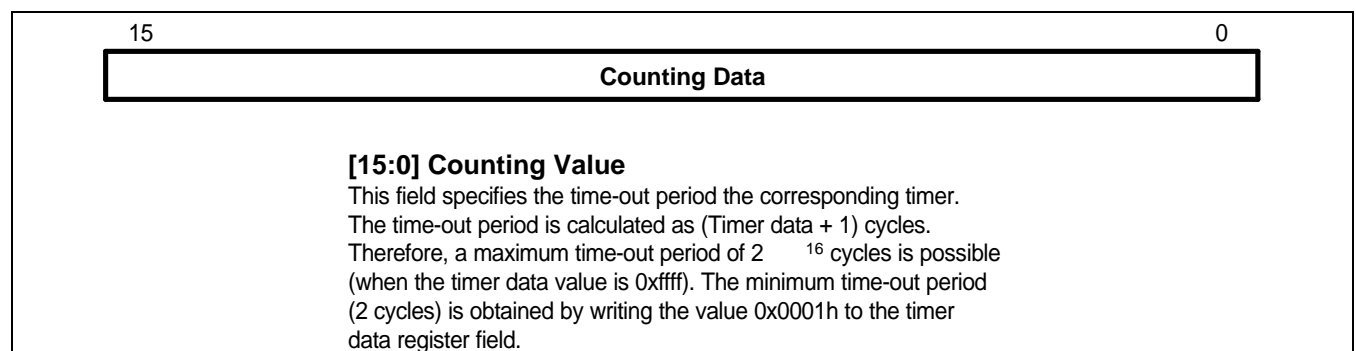 15 0
Counting Data
[15:0] Counting Value
This field specifies the time-out period the corresponding timer.
The time-out period is calculated as (Timer data + 1) cycles.
Therefore, a maximum time-out period of 2 16 cycles is possible
(when the timer data value is 0xffff). The minimum time-out period
(2 cycles) is obtained by writing the value 0x0001h to the timer
data register field.